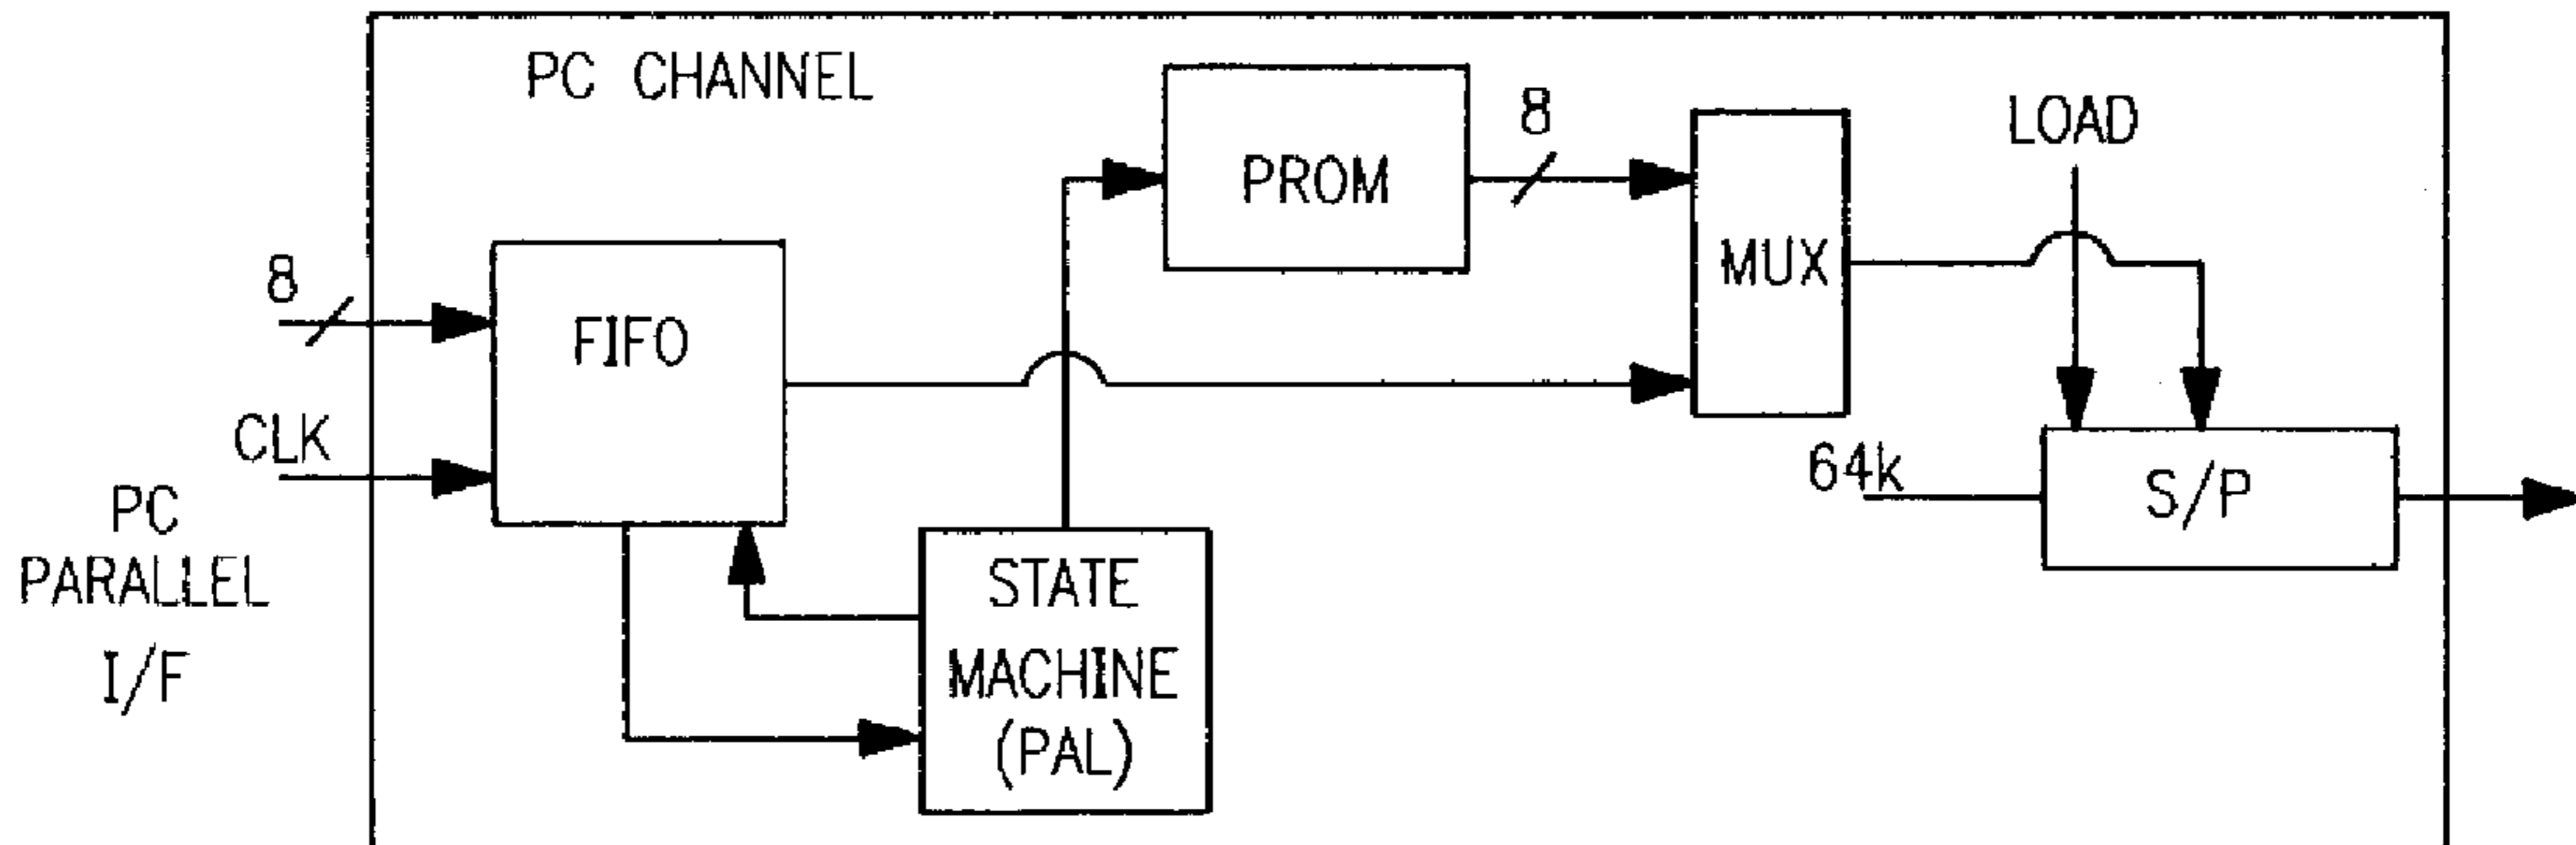 PC CHANNEL
8
PROM
LOAD
MUX
8
FIFO
CLK
64k
S/P
PC
PARALLEL
I/F
STATE
MACHINE
(PAL)